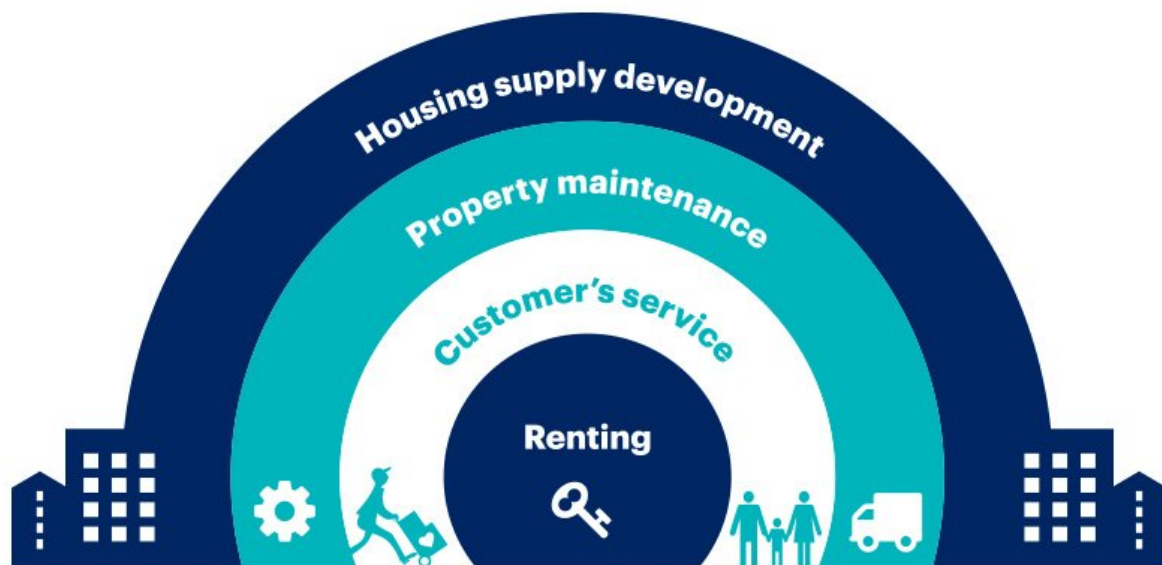 Housing supply development
Property maintenance
Customer's service
Renting